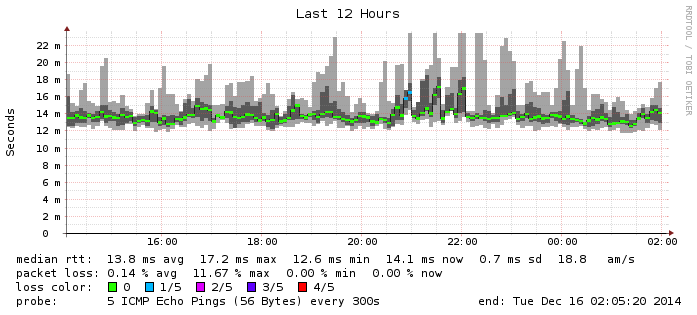 Last 12 Hours
RRDTOOL / TOBI OETIKER
Seconds
22 m
20 m
18 m
16 m
14 m
12 m
10 m
8 m
6 m
4 m
2 m
0
16:00 18:00 20:00 22:00 00:00 02:00
median rtt: 13.8 ms avg 17.2 ms max 12.6 ms min 14.1 ms now 0.7 ms sd 18.8 am/s
packet loss: 0.14 % avg 11.67 % max 0.00 % min 0.00 % now
loss color: 0 1/5 2/5 3/5 4/5
probe: 5 ICMP Echo Pings (56 Bytes) every 300s end: Tue Dec 16 02:05:20 2014